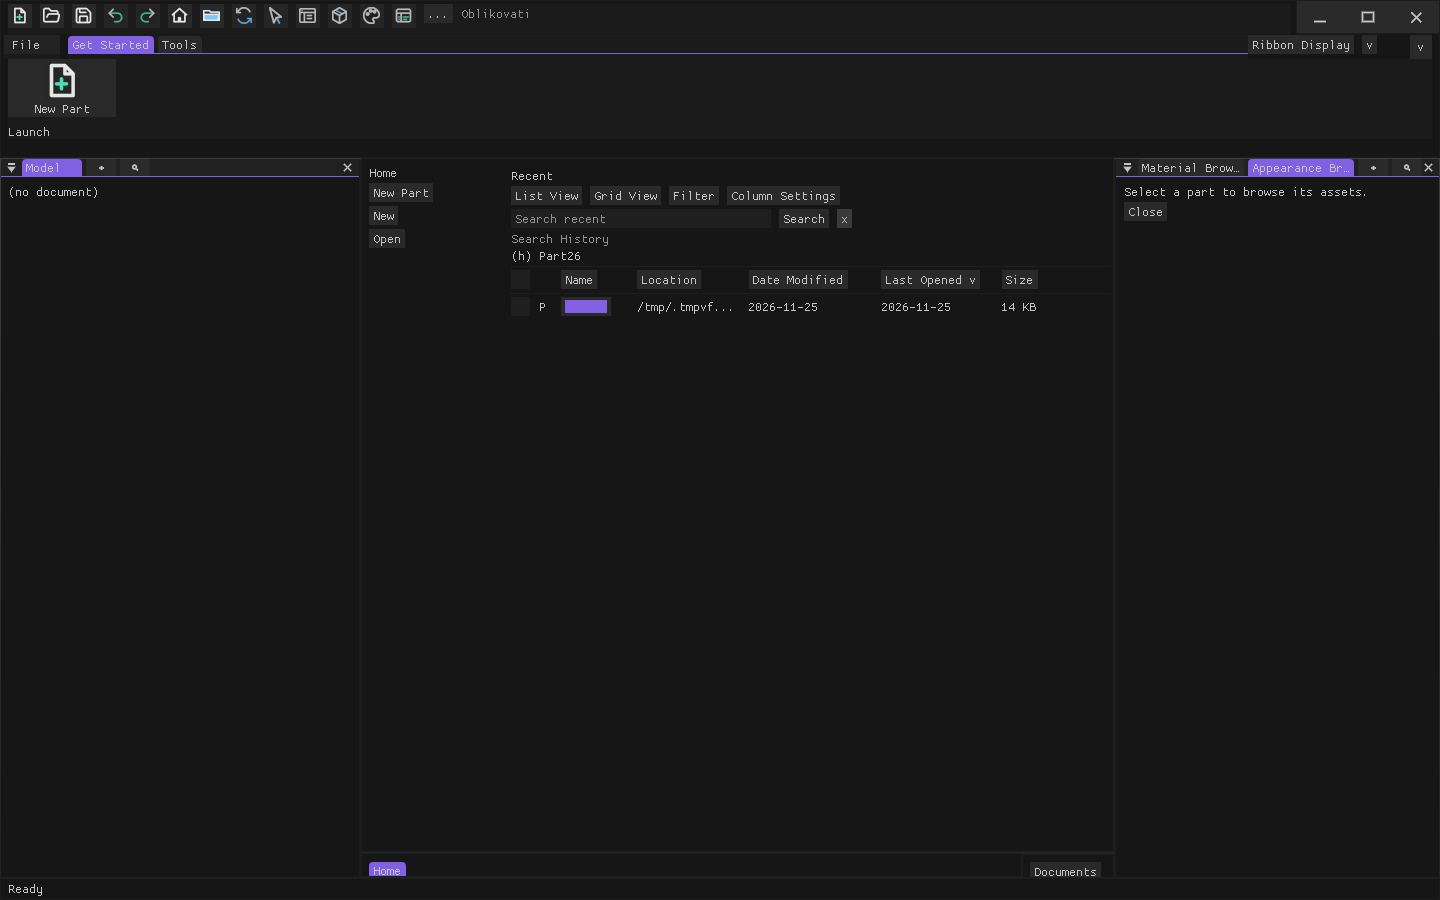 ... Oblikovati
File Get Started Tools Ribbon Display v v
New Part
Launch
Model
(no document)
Home
New Part
New
Open
Recent
List View Grid View Filter Column Settings
Search recent Search x
Search History
(h) Part26
Name Location Date Modified Last Opened v Size
P /tmp/.tmpvf... 2026-11-25 2026-11-25 14 KB
Material Brow… Appearance Br…
Select a part to browse its assets.
Close
Home Documents
Ready